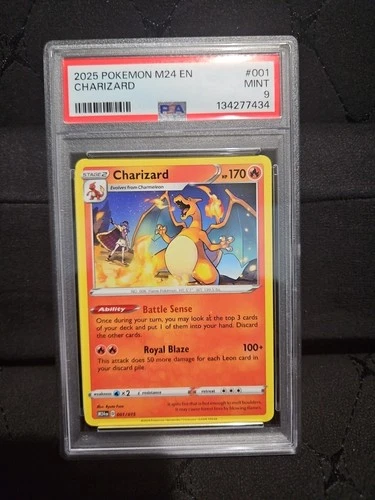 2025 POKEMON M24 EN #001
CHARIZARD MINT
9
PSA 134277434
STAGE 2 Charizard HP 170
Evolves from Charmeleon
Ability Battle Sense
Once during your turn, you may look at the top 3 cards
of your deck and put 1 of them into your hand. Discard
the other cards.
Royal Blaze 100+
This attack does 50 more damage for each Leon card in
your discard pile.
weakness ×2 resistance retreat
001/015